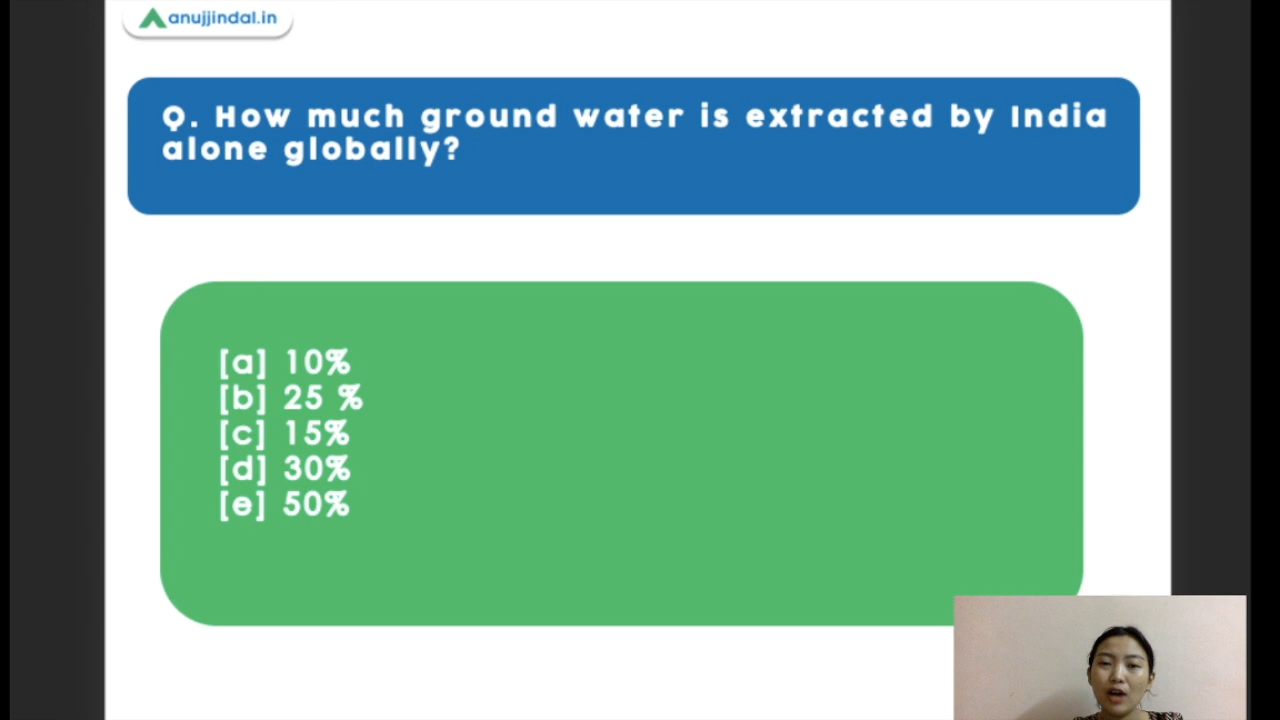 anujjindal.in
Q. How much ground water is extracted by India
alone globally?
[a] 10%
[b] 25 %
[c] 15%
[d] 30%
[e] 50%